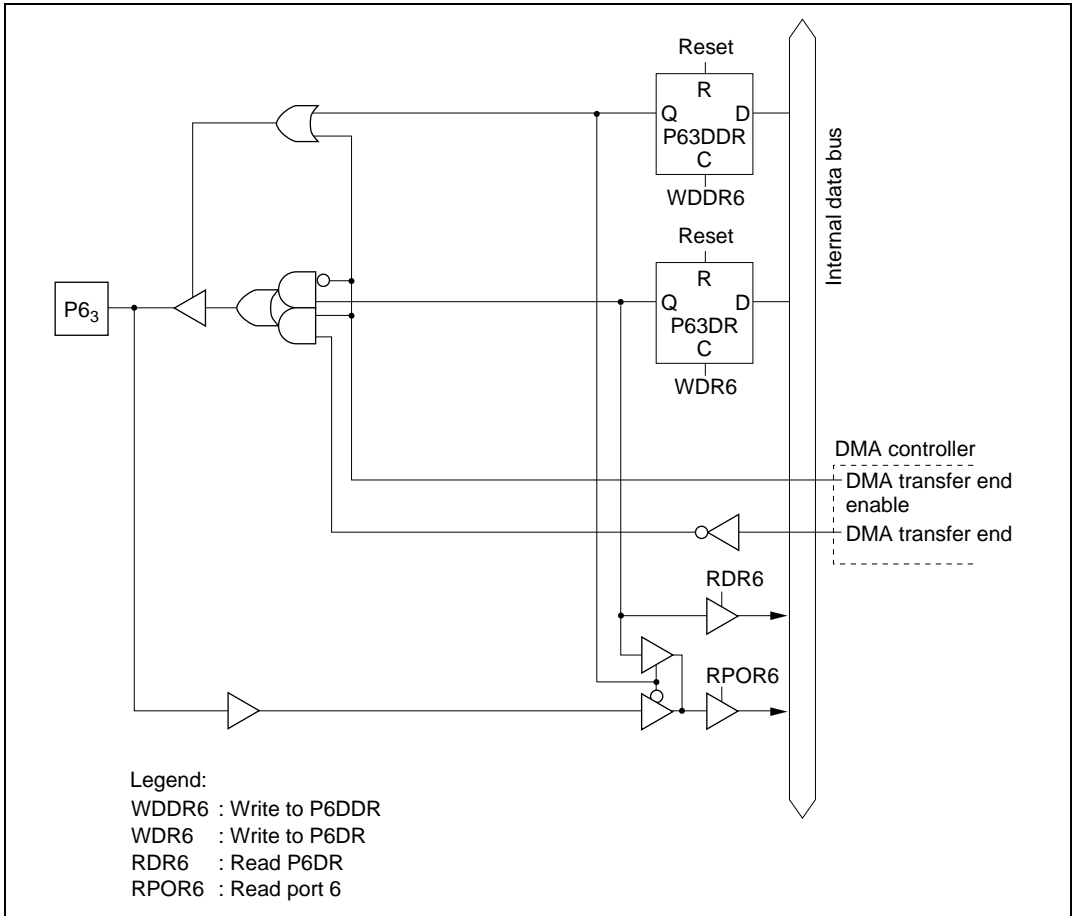 Reset
R
Q D
P63DDR
C
WDDR6
Reset
R
Q D
P63DR
C
WDR6
P6₃
Internal data bus
DMA controller
DMA transfer end
enable
DMA transfer end
RDR6
RPOR6
Legend:
WDDR6 : Write to P6DDR
WDR6 : Write to P6DR
RDR6 : Read P6DR
RPOR6 : Read port 6